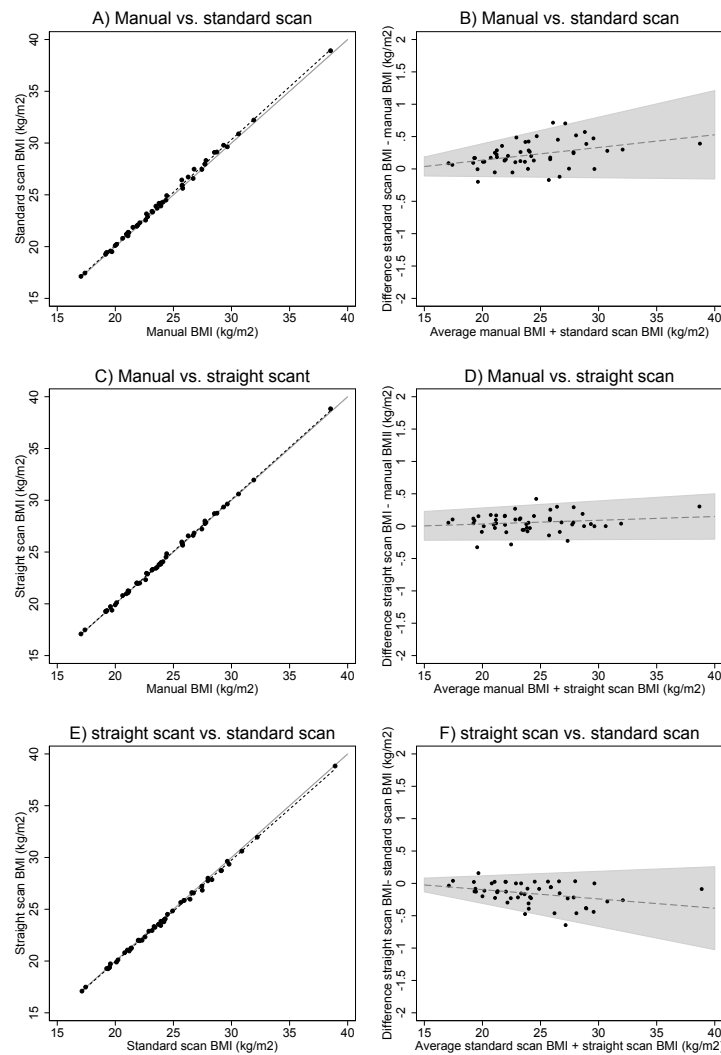 A) Manual vs. standard scan
Standard scan BMI (kg/m2)
40
35
30
25
20
15
15 20 25 30 35 40
Manual BMI (kg/m2)
B) Manual vs. standard scan
Difference standard scan BMI - manual BMI (kg/m2)
2
1.5
1
.5
0
-.5
-1
-1.5
-2
15 20 25 30 35 40
Average manual BMI + standard scan BMI (kg/m2)
C) Manual vs. straight scant
Straight scan BMI (kg/m2)
40
35
30
25
20
15
15 20 25 30 35 40
Manual BMI (kg/m2)
D) Manual vs. straight scan
Difference straight scan BMI - manual BMII (kg/m2)
2
1.5
1
.5
0
-.5
-1
-1.5
-2
15 20 25 30 35 40
Average manual BMI + straight scan BMI (kg/m2)
E) straight scant vs. standard scan
Straight scan BMI (kg/m2)
40
35
30
25
20
15
15 20 25 30 35 40
Standard scan BMI (kg/m2)
F) straight scan vs. standard scan
Difference straight scan BMI- standard scan BMI (kg/m2)
2
1.5
1
.5
0
-.5
-1
-1.5
-2
15 20 25 30 35 40
Average standard scan BMI + straight scan BMI (kg/m2)